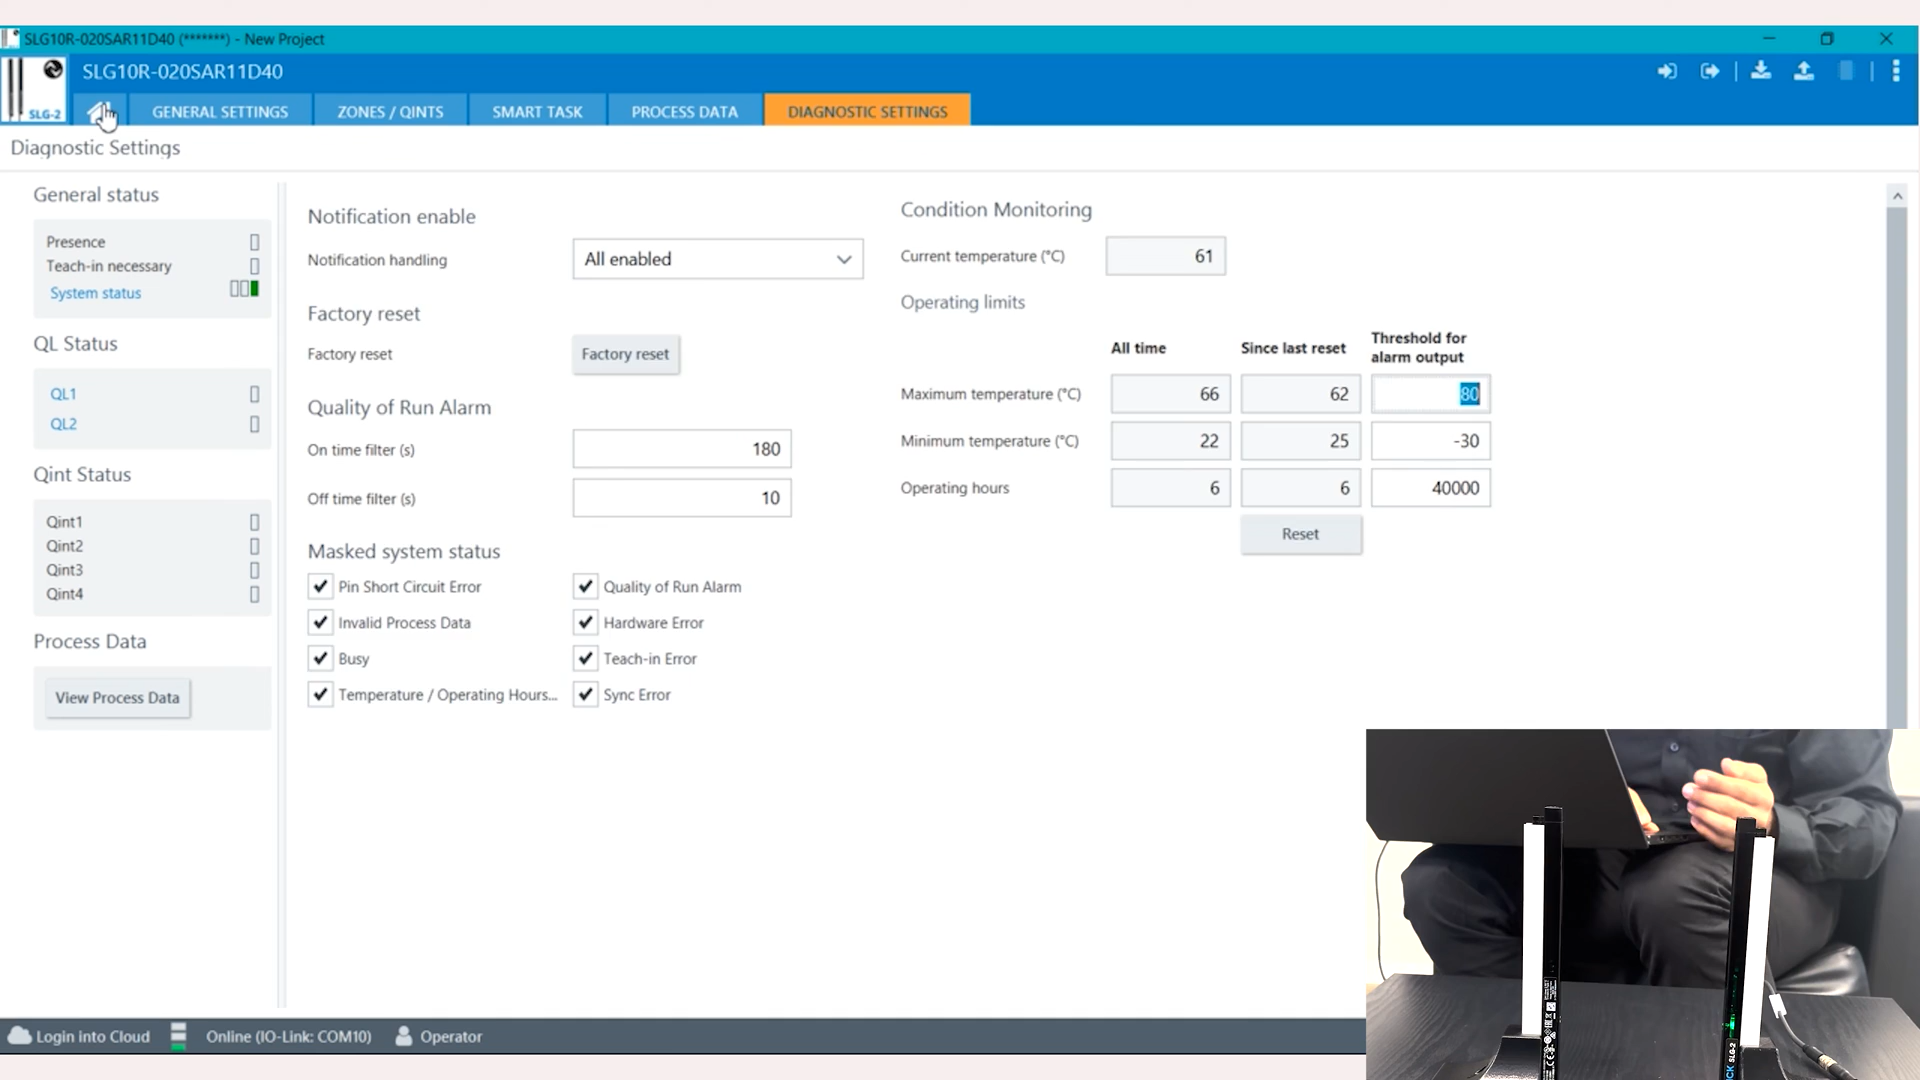 SLG10R-020SAR11D40 (*******) - New Project
SLG10R-020SAR11D40
SLG-2
GENERAL SETTINGS
ZONES / QINTS
SMART TASK
PROCESS DATA
DIAGNOSTIC SETTINGS
Diagnostic Settings
General status
Presence
Teach-in necessary
System status
QL Status
QL1
QL2
Qint Status
Qint1
Qint2
Qint3
Qint4
Process Data
View Process Data
Notification enable
Notification handling All enabled
Factory reset
Factory reset Factory reset
Quality of Run Alarm
On time filter (s) 180
Off time filter (s) 10
Masked system status
Pin Short Circuit Error Quality of Run Alarm
Invalid Process Data Hardware Error
Busy Teach-in Error
Temperature / Operating Hours... Sync Error
Condition Monitoring
Current temperature (°C) 61
Operating limits
All time Since last reset Threshold for
alarm output
Maximum temperature (°C) 66 62 80
Minimum temperature (°C) 22 25 -30
Operating hours 6 6 40000
Reset
Login into Cloud Online (IO-Link: COM10) Operator
SLG-2